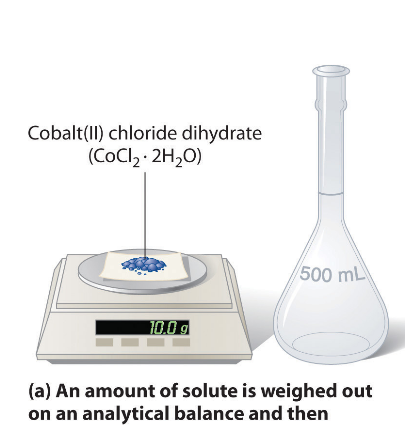 Cobalt(II) chloride dihydrate
(CoCl₂ · 2H₂O)
500 mL
10.0 g
(a) An amount of solute is weighed out
on an analytical balance and then